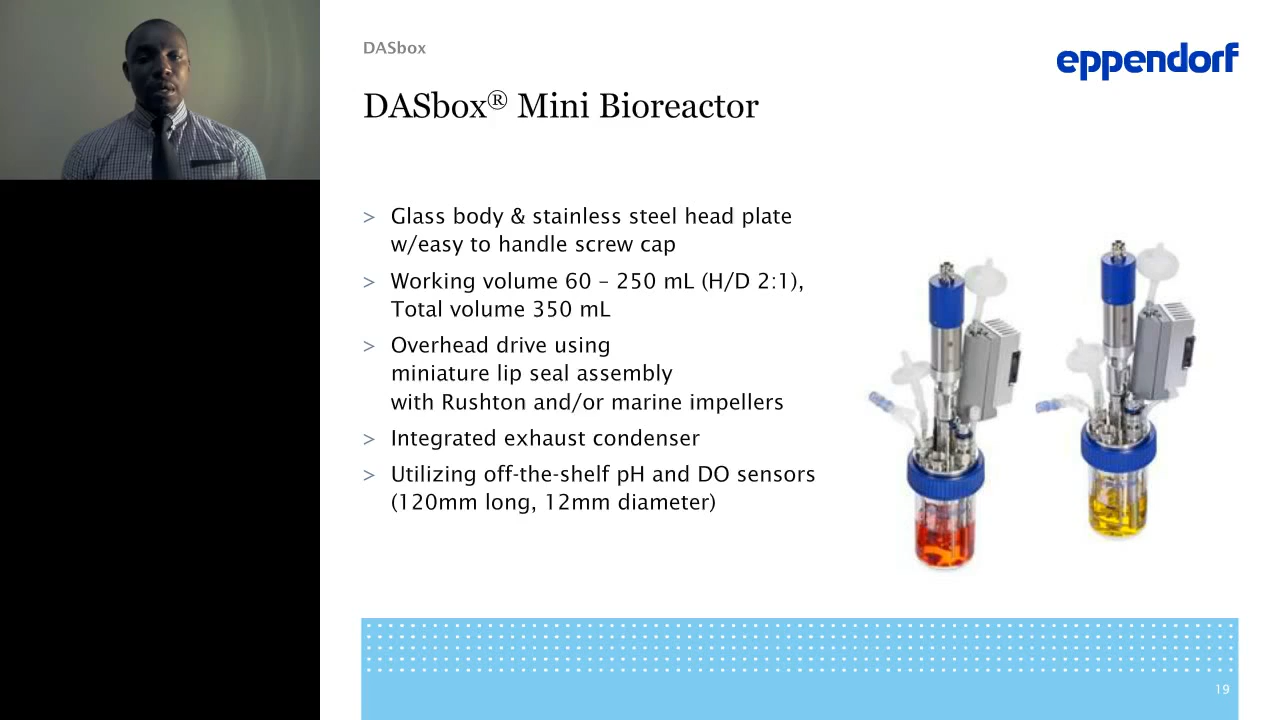 DASbox
eppendorf
DASbox® Mini Bioreactor
> Glass body & stainless steel head plate
w/easy to handle screw cap
> Working volume 60 – 250 mL (H/D 2:1),
Total volume 350 mL
> Overhead drive using
miniature lip seal assembly
with Rushton and/or marine impellers
> Integrated exhaust condenser
> Utilizing off-the-shelf pH and DO sensors
(120mm long, 12mm diameter)
19